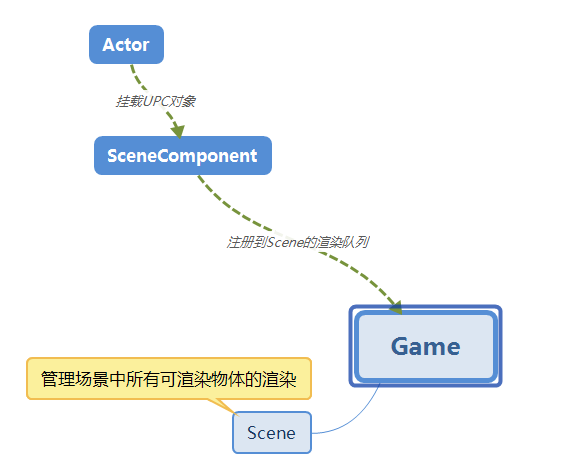 Actor
挂载UPC对象
SceneComponent
注册到Scene的渲染队列
Game
管理场景中所有可渲染物体的渲染
Scene